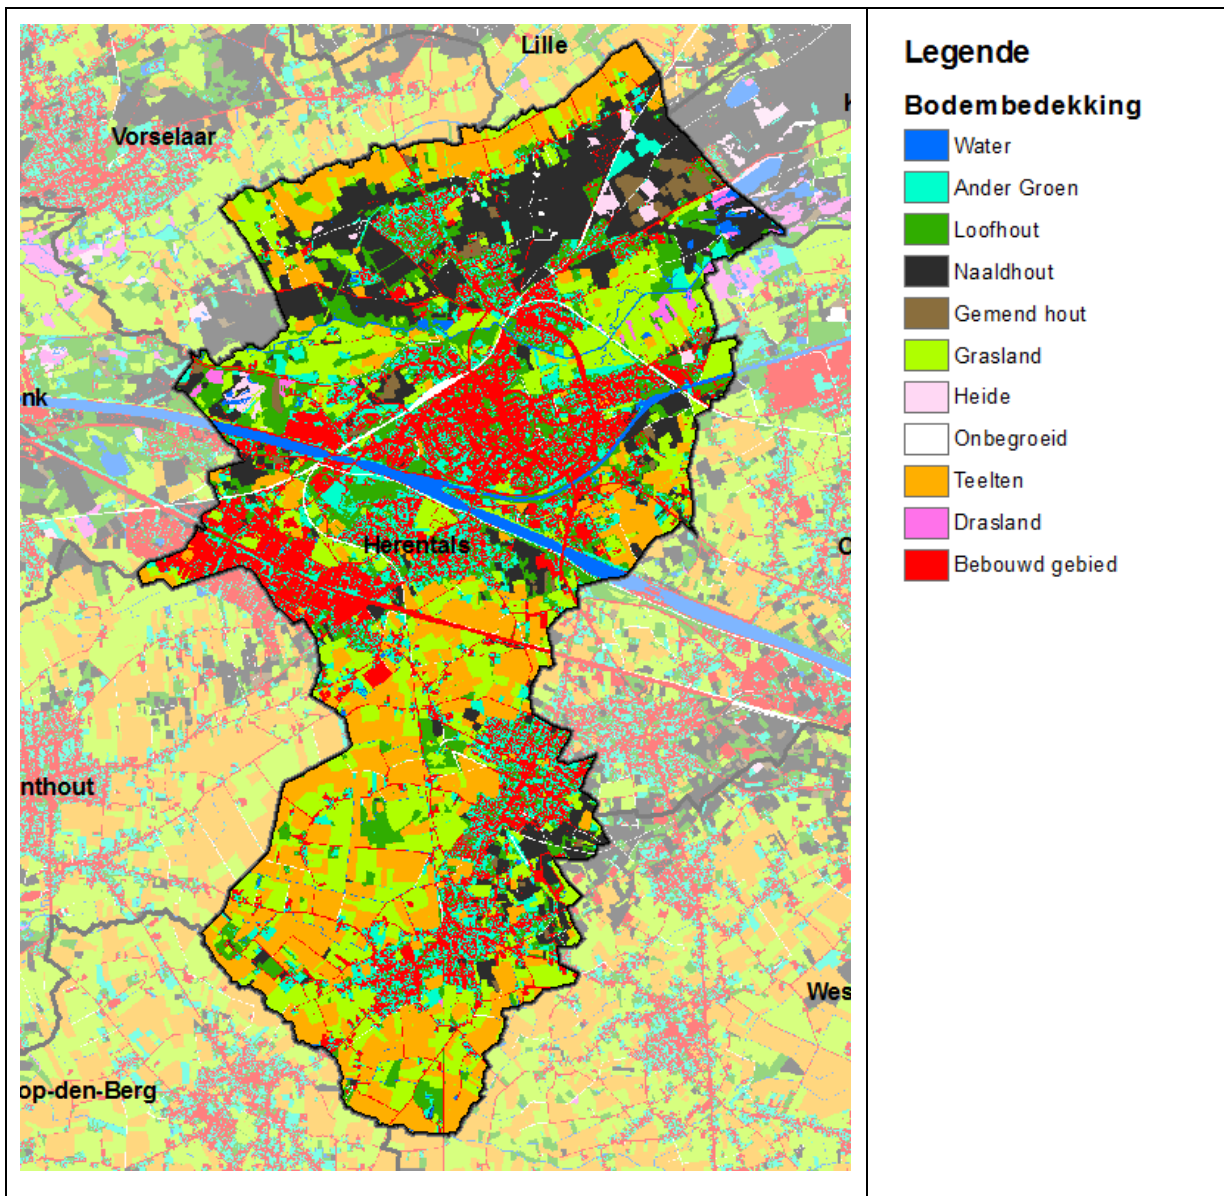 Lille
Vorselaar
nk
Herentals
nthout
Wes
op-den-Berg
Legende
Bodembedekking
Water
Ander Groen
Loofhout
Naaldhout
Gemend hout
Grasland
Heide
Onbegroeid
Teelten
Drasland
Bebouwd gebied